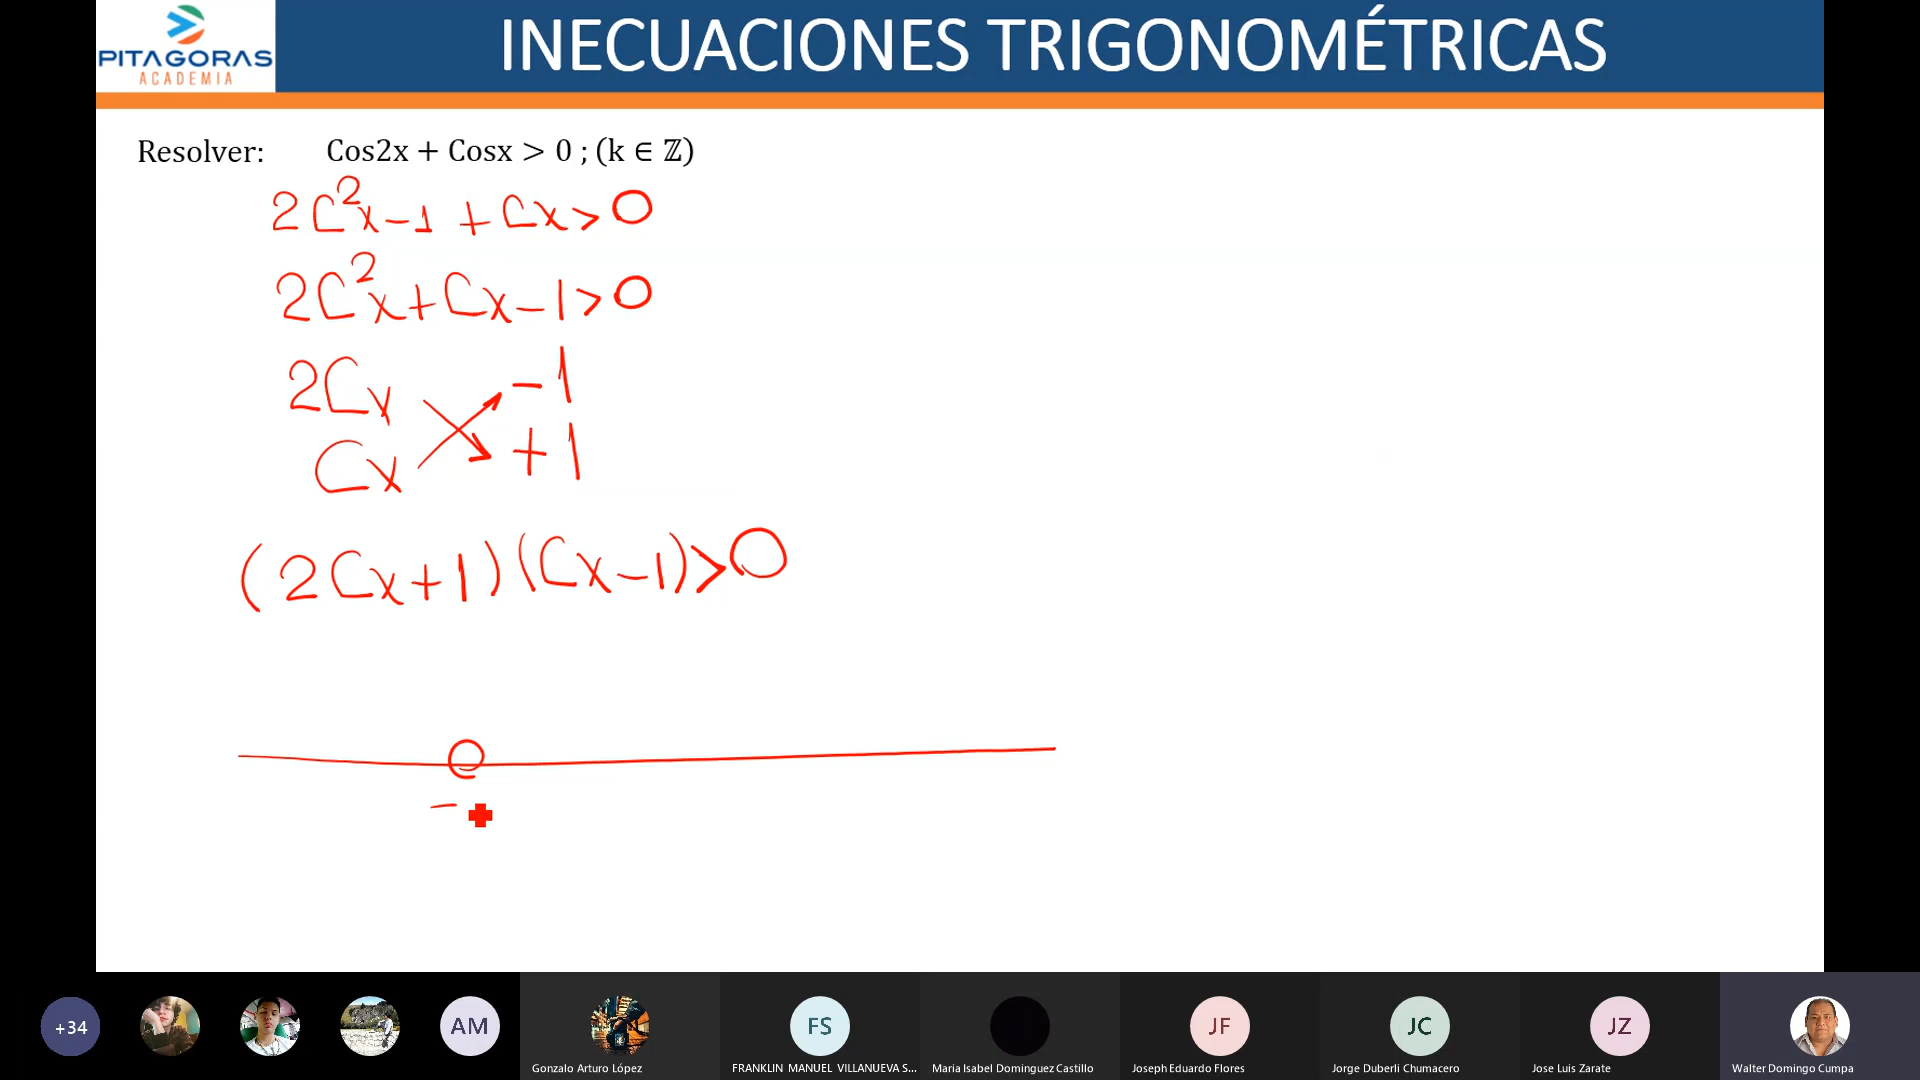 PITAGORAS
ACADEMIA
INECUACIONES TRIGONOMÉTRICAS
Resolver: Cos2x + Cosx > 0 ; (k ∈ ℤ)
2C²x-1 + Cx > 0
2C²x + Cx - 1 > 0
2Cx -1
Cx +1
(2Cx+1)(Cx-1)>0
-
+34
AM
FS
JF
JC
JZ
Gonzalo Arturo López
FRANKLIN MANUEL VILLANUEVA S...
Maria Isabel Dominguez Castillo
Joseph Eduardo Flores
Jorge Duberli Chumacero
Jose Luis Zarate
Walter Domingo Cumpa